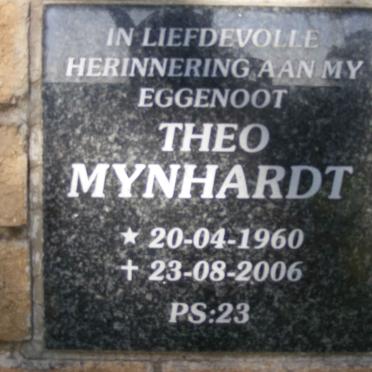 IN LIEFDEVOLLE
HERINNERING AAN MY
EGGENOOT
THEO
MYNHARDT
★ 20-04-1960
✝ 23-08-2006
PS:23